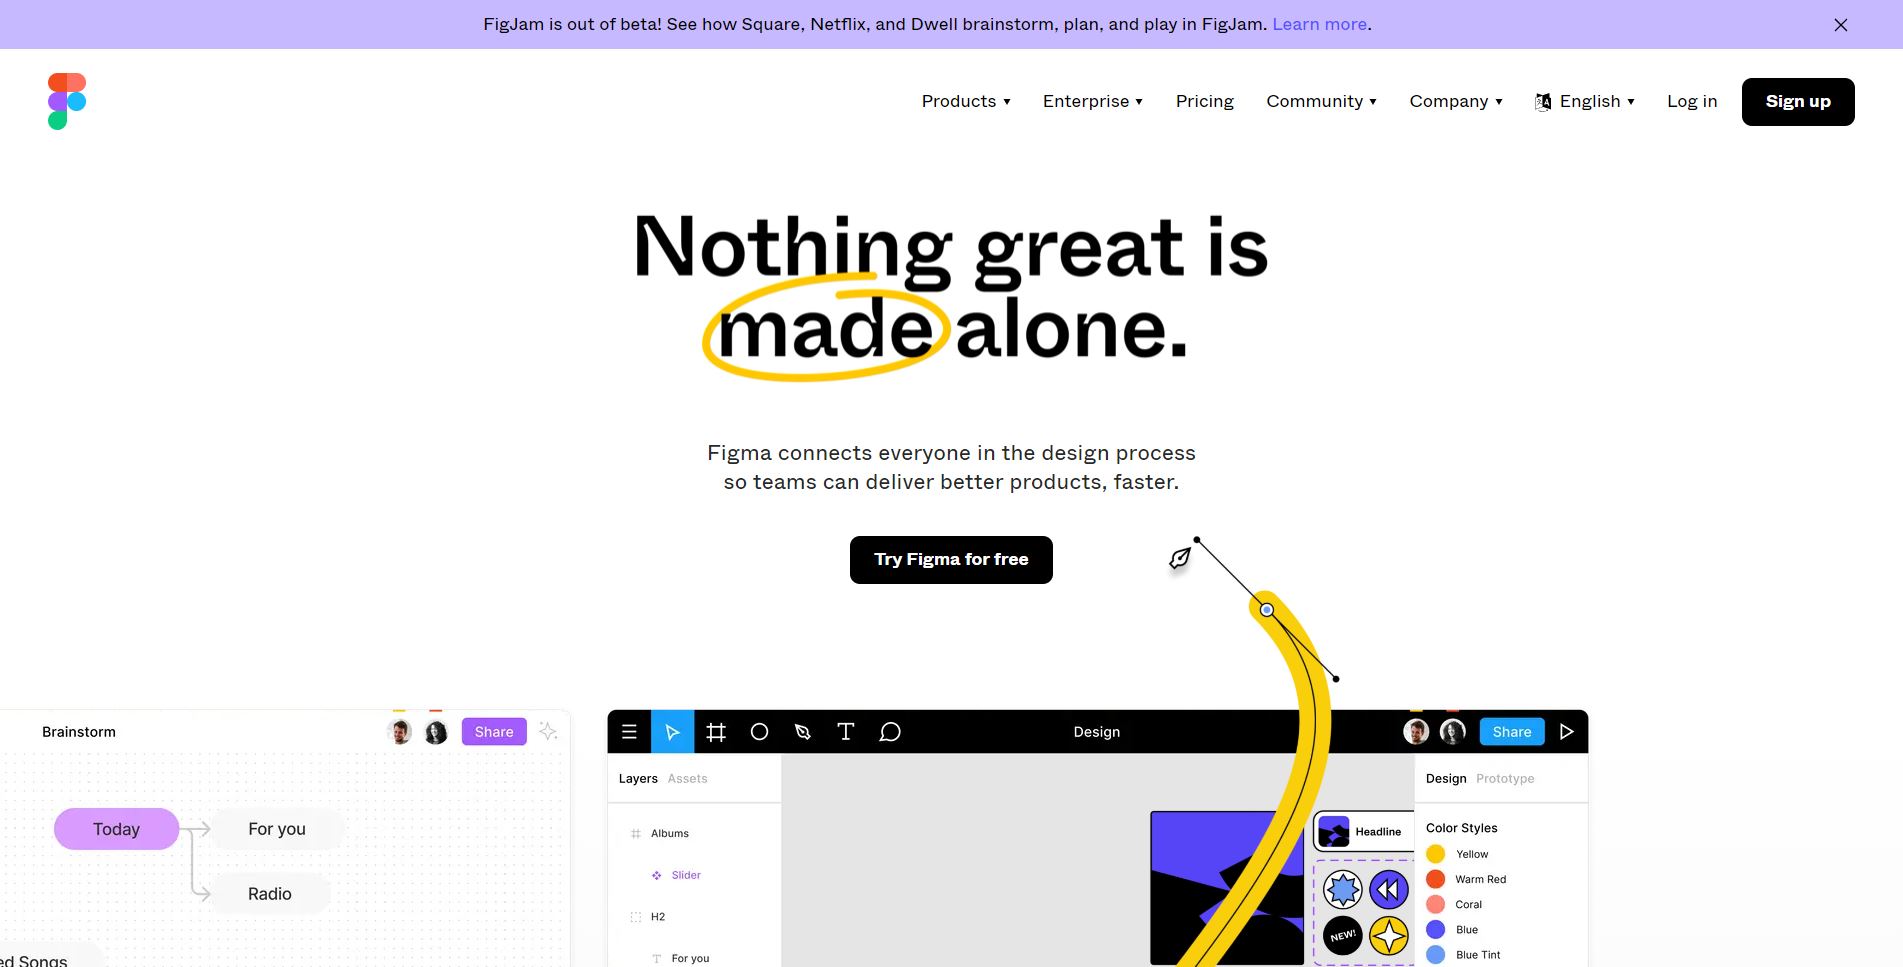 FigJam is out of beta! See how Square, Netflix, and Dwell brainstorm, plan, and play in FigJam. Learn more.
Products
Enterprise
Pricing
Community
Company
English
Log in
Sign up
Nothing great is
made alone.
Figma connects everyone in the design process
so teams can deliver better products, faster.
Try Figma for free
Brainstorm
Share
Today
For you
Radio
ed Songs
Design
Share
Layers
Assets
Albums
Slider
H2
For you
Headline
NEW!
Design
Prototype
Color Styles
Yellow
Warm Red
Coral
Blue
Blue Tint